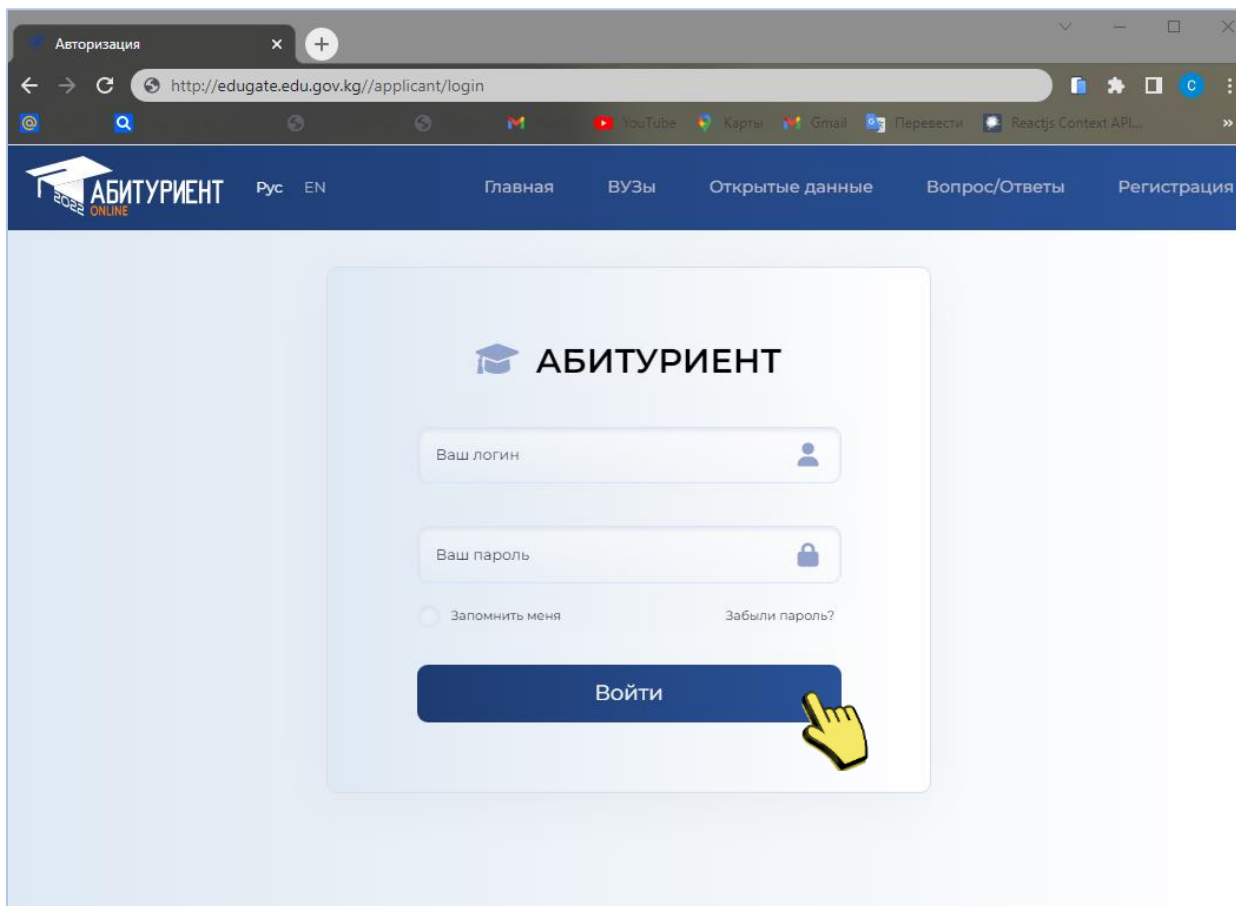 Авторизация
http://edugate.edu.gov.kg//applicant/login
C
YouTube Карты Gmail Перевести Reactjs Context API...
2022 АБИТУРИЕНТ ONLINE
Рус EN Главная ВУЗы Открытые данные Вопрос/Ответы Регистрация
АБИТУРИЕНТ
Ваш логин
Ваш пароль
Запомнить меня Забыли пароль?
Войти